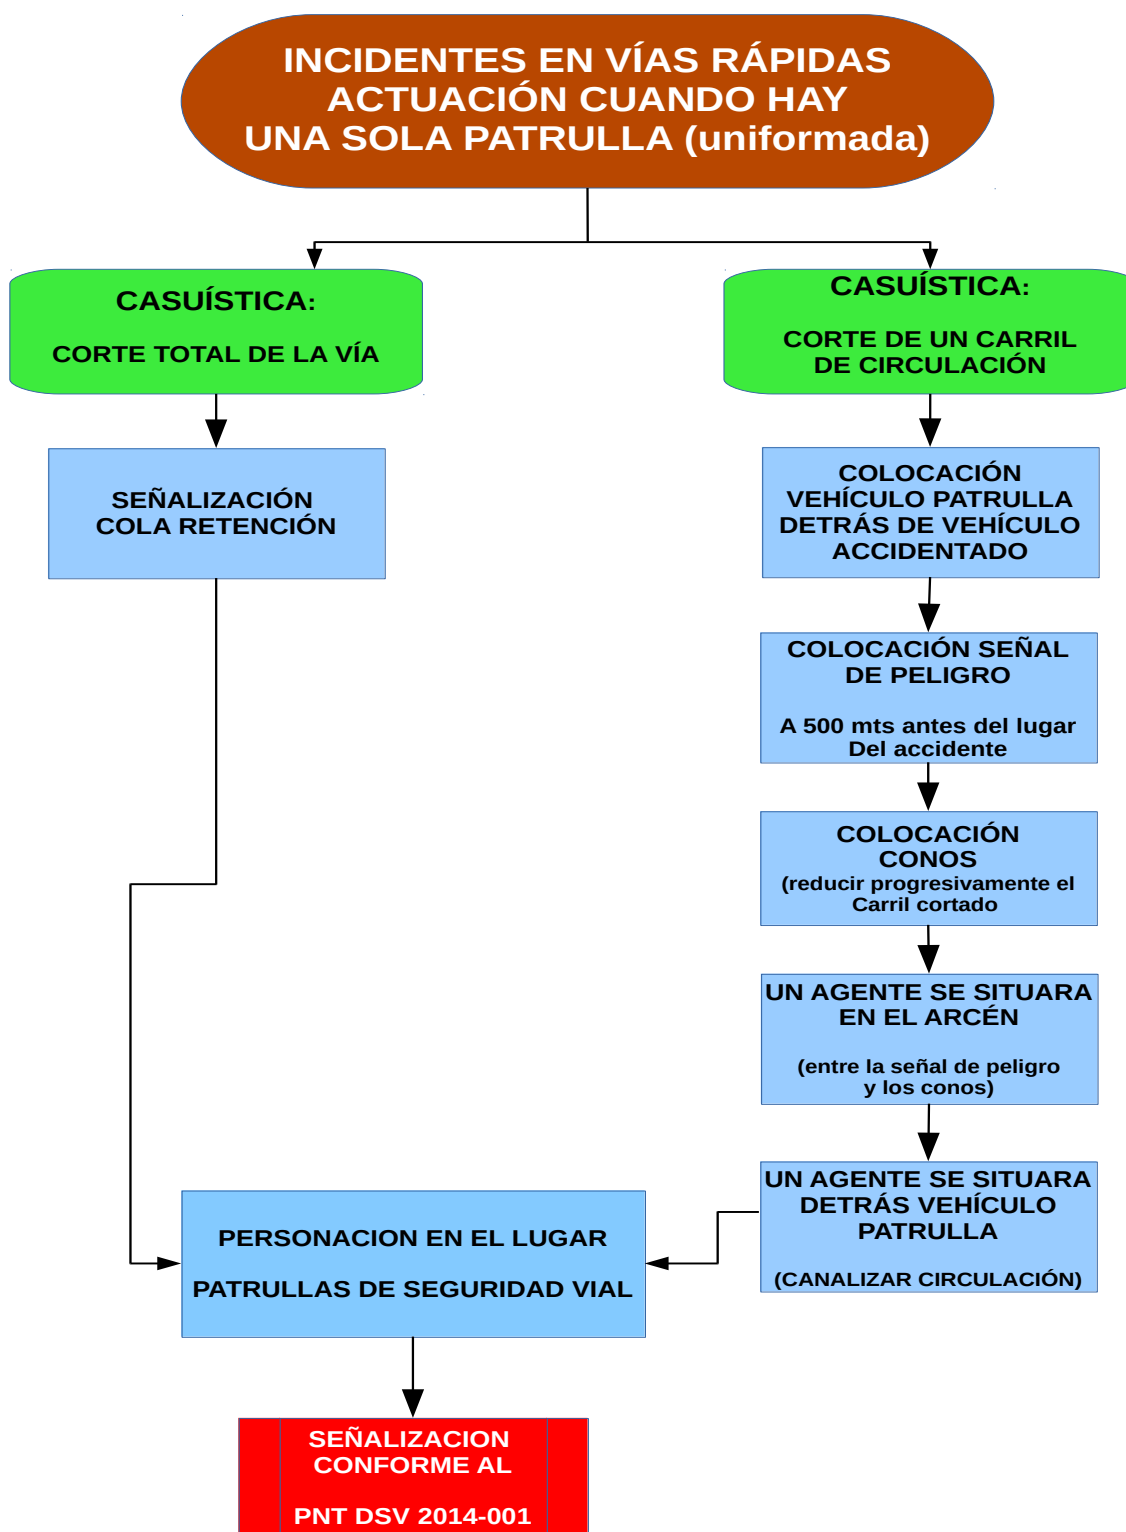 INCIDENTES EN VÍAS RÁPIDAS
ACTUACIÓN CUANDO HAY
UNA SOLA PATRULLA (uniformada)
CASUÍSTICA:
CORTE TOTAL DE LA VÍA
SEÑALIZACIÓN
COLA RETENCIÓN
CASUÍSTICA:
CORTE DE UN CARRIL
DE CIRCULACIÓN
COLOCACIÓN
VEHÍCULO PATRULLA
DETRÁS DE VEHÍCULO
ACCIDENTADO
COLOCACIÓN SEÑAL
DE PELIGRO
A 500 mts antes del lugar
Del accidente
COLOCACIÓN
CONOS
(reducir progresivamente el
Carril cortado
UN AGENTE SE SITUARA
EN EL ARCÉN
(entre la señal de peligro
y los conos)
UN AGENTE SE SITUARA
DETRÁS VEHÍCULO
PATRULLA
(CANALIZAR CIRCULACIÓN)
PERSONACION EN EL LUGAR
PATRULLAS DE SEGURIDAD VIAL
SEÑALIZACION
CONFORME AL
PNT DSV 2014-001